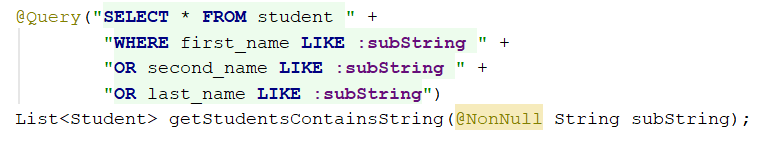 @Query("SELECT * FROM student " +
"WHERE first_name LIKE :subString " +
"OR second_name LIKE :subString " +
"OR last_name LIKE :subString")
List<Student> getStudentsContainsString(@NonNull String subString);